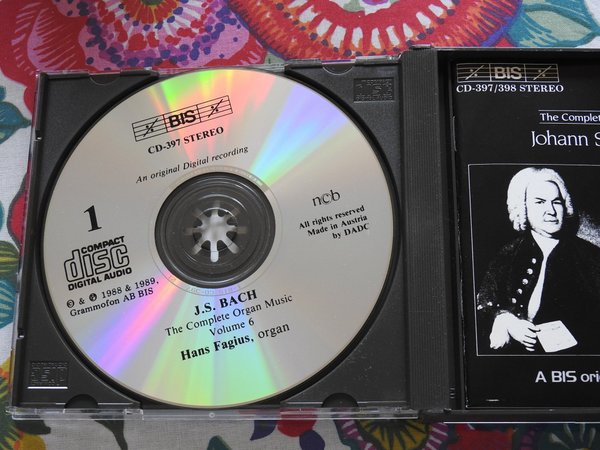 BIS
CD-397 STEREO
An original Digital recording
1
COMPACT
disc
DIGITAL AUDIO
ncb
All rights reserved
Made in Austria
by DADC
℗ & © 1988 & 1989,
Grammofon AB BIS
J.S. BACH
The Complete Organ Music
Volume 6
Hans Fagius, organ
BIS
CD-397/398 STEREO
The Complete
Johann S
A BIS ori